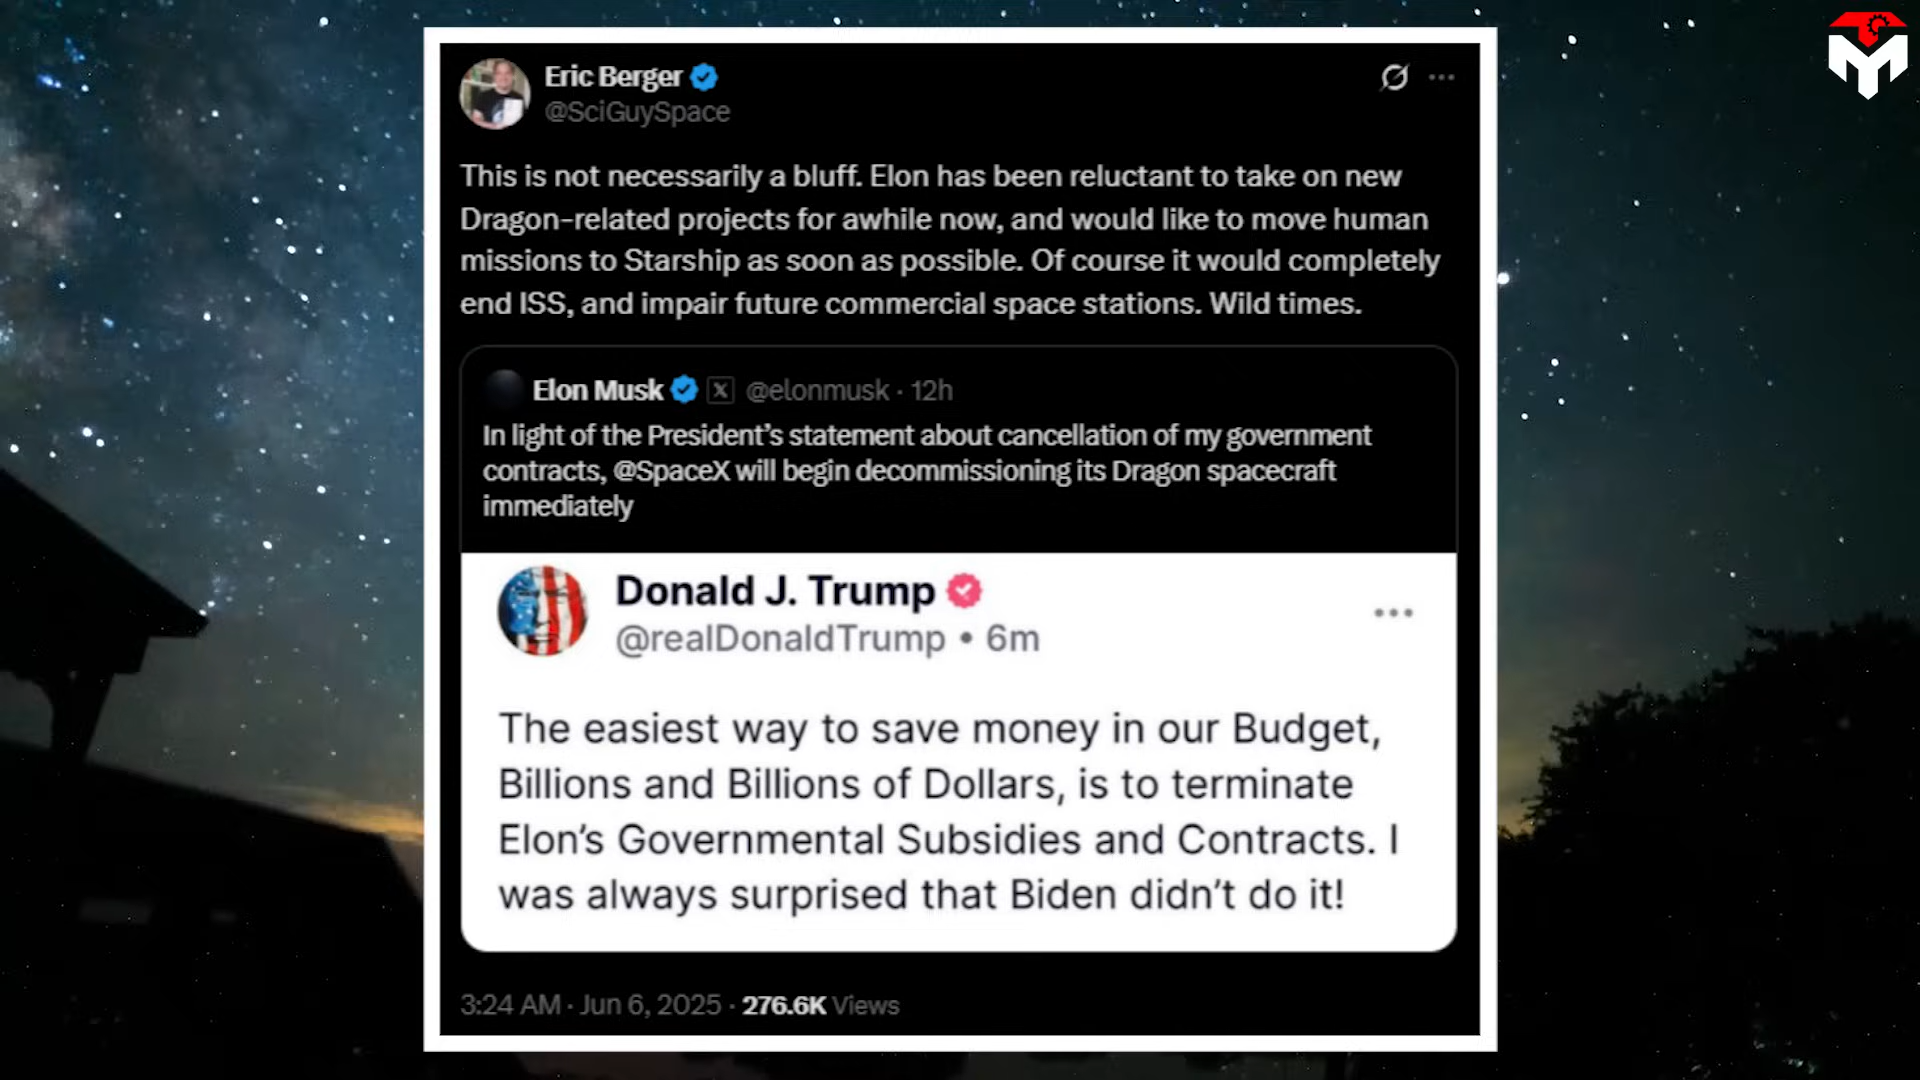 Eric Berger
@SciGuySpace
This is not necessarily a bluff. Elon has been reluctant to take on new
Dragon-related projects for awhile now, and would like to move human
missions to Starship as soon as possible. Of course it would completely
end ISS, and impair future commercial space stations. Wild times.
Elon Musk X @elonmusk · 12h
In light of the President’s statement about cancellation of my government
contracts, @SpaceX will begin decommissioning its Dragon spacecraft
immediately
Donald J. Trump
@realDonaldTrump • 6m
The easiest way to save money in our Budget,
Billions and Billions of Dollars, is to terminate
Elon’s Governmental Subsidies and Contracts. I
was always surprised that Biden didn’t do it!
3:24 AM · Jun 6, 2025 · 276.6K Views